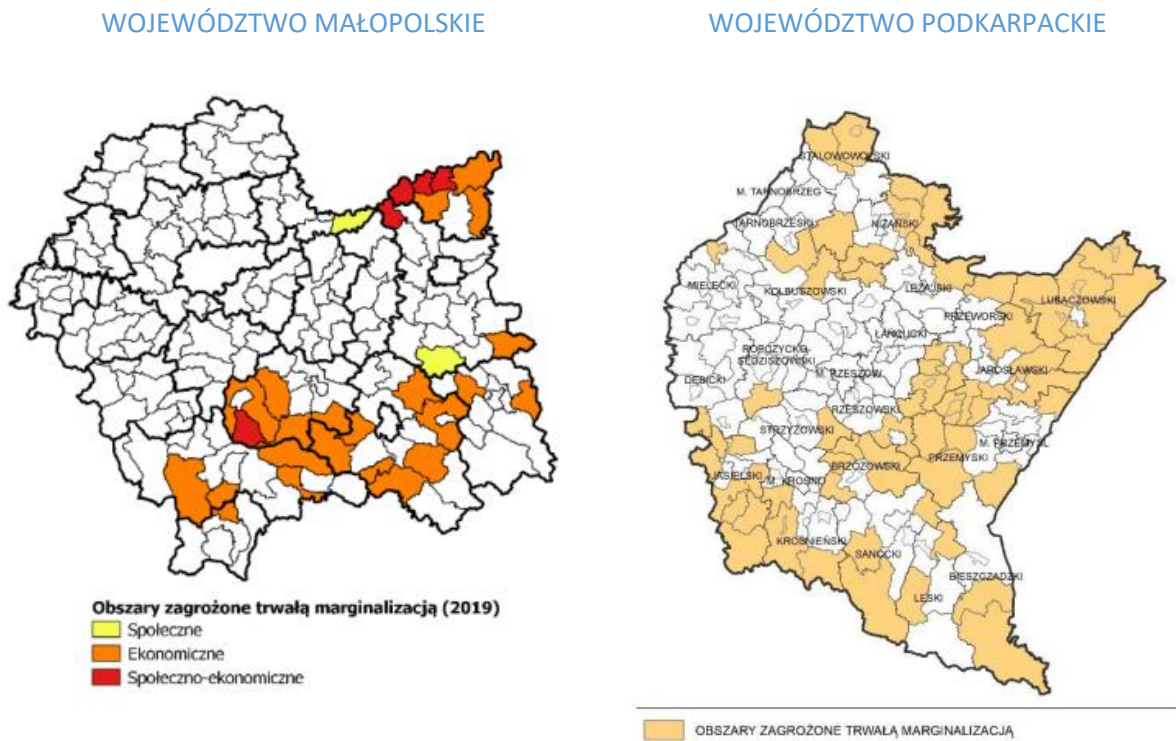 WOJEWÓDZTWO MAŁOPOLSKIE
Obszary zagrożone trwałą marginalizacją (2019)
Społeczne
Ekonomiczne
Społeczno-ekonomiczne
WOJEWÓDZTWO PODKARPACKIE
STALOWOWOLSKI
M. TARNOBRZEG
TARNOBRZESKI
NIŻAŃSKI
MIELECKI
KOLBUSZOWSKI
LEŻAJSKI
LUBACZOWSKI
PRZEWORSKI
ŁAŃCUCKI
ROPCZYCKO
SĘDZISZOWSKI
JAROSŁAWSKI
DĘBICKI
M. RZESZÓW
RZESZOWSKI
STRZYŻOWSKI
M. PRZEMYŚL
PRZEMYSKI
BRZOZOWSKI
JASIELSKI
M. KROSNO
KROŚNIEŃSKI
SANOCKI
BIESZCZADZKI
LESKI
OBSZARY ZAGROŻONE TRWAŁĄ MARGINALIZACJĄ